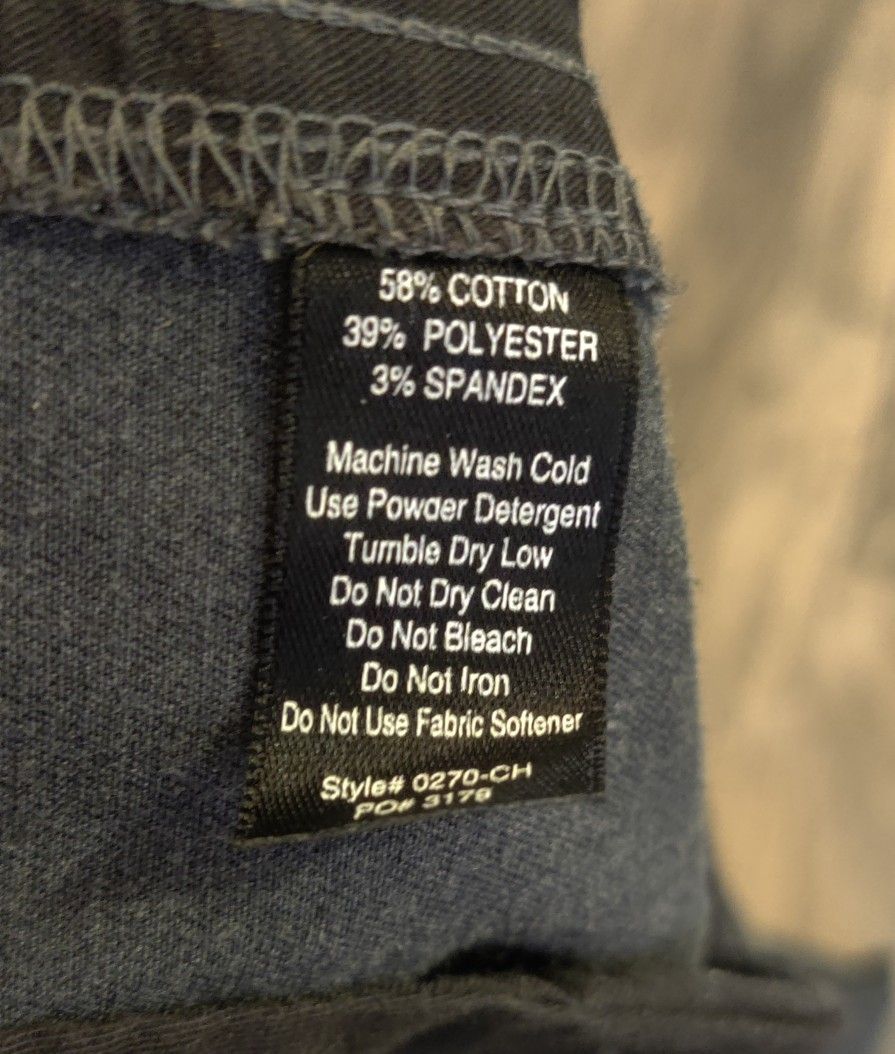 58% COTTON
39% POLYESTER
3% SPANDEX
Machine Wash Cold
Use Powder Detergent
Tumble Dry Low
Do Not Dry Clean
Do Not Bleach
Do Not Iron
Do Not Use Fabric Softener
Style# 0270-CH
PO# 3178